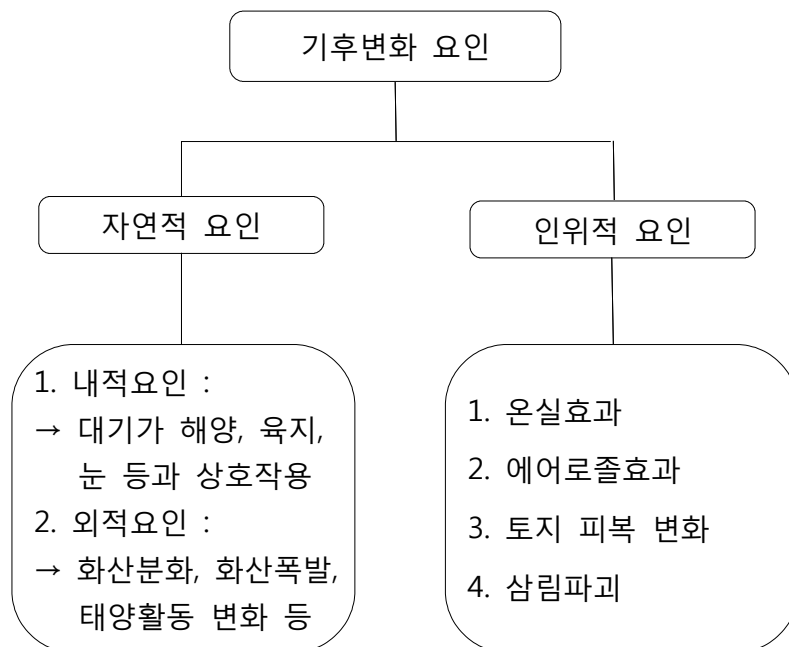 기후변화 요인
자연적 요인
인위적 요인
1. 내적요인 :
→ 대기가 해양, 육지,
눈 등과 상호작용
2. 외적요인 :
→ 화산분화, 화산폭발,
태양활동 변화 등
1. 온실효과
2. 에어로졸효과
3. 토지 피복 변화
4. 삼림파괴